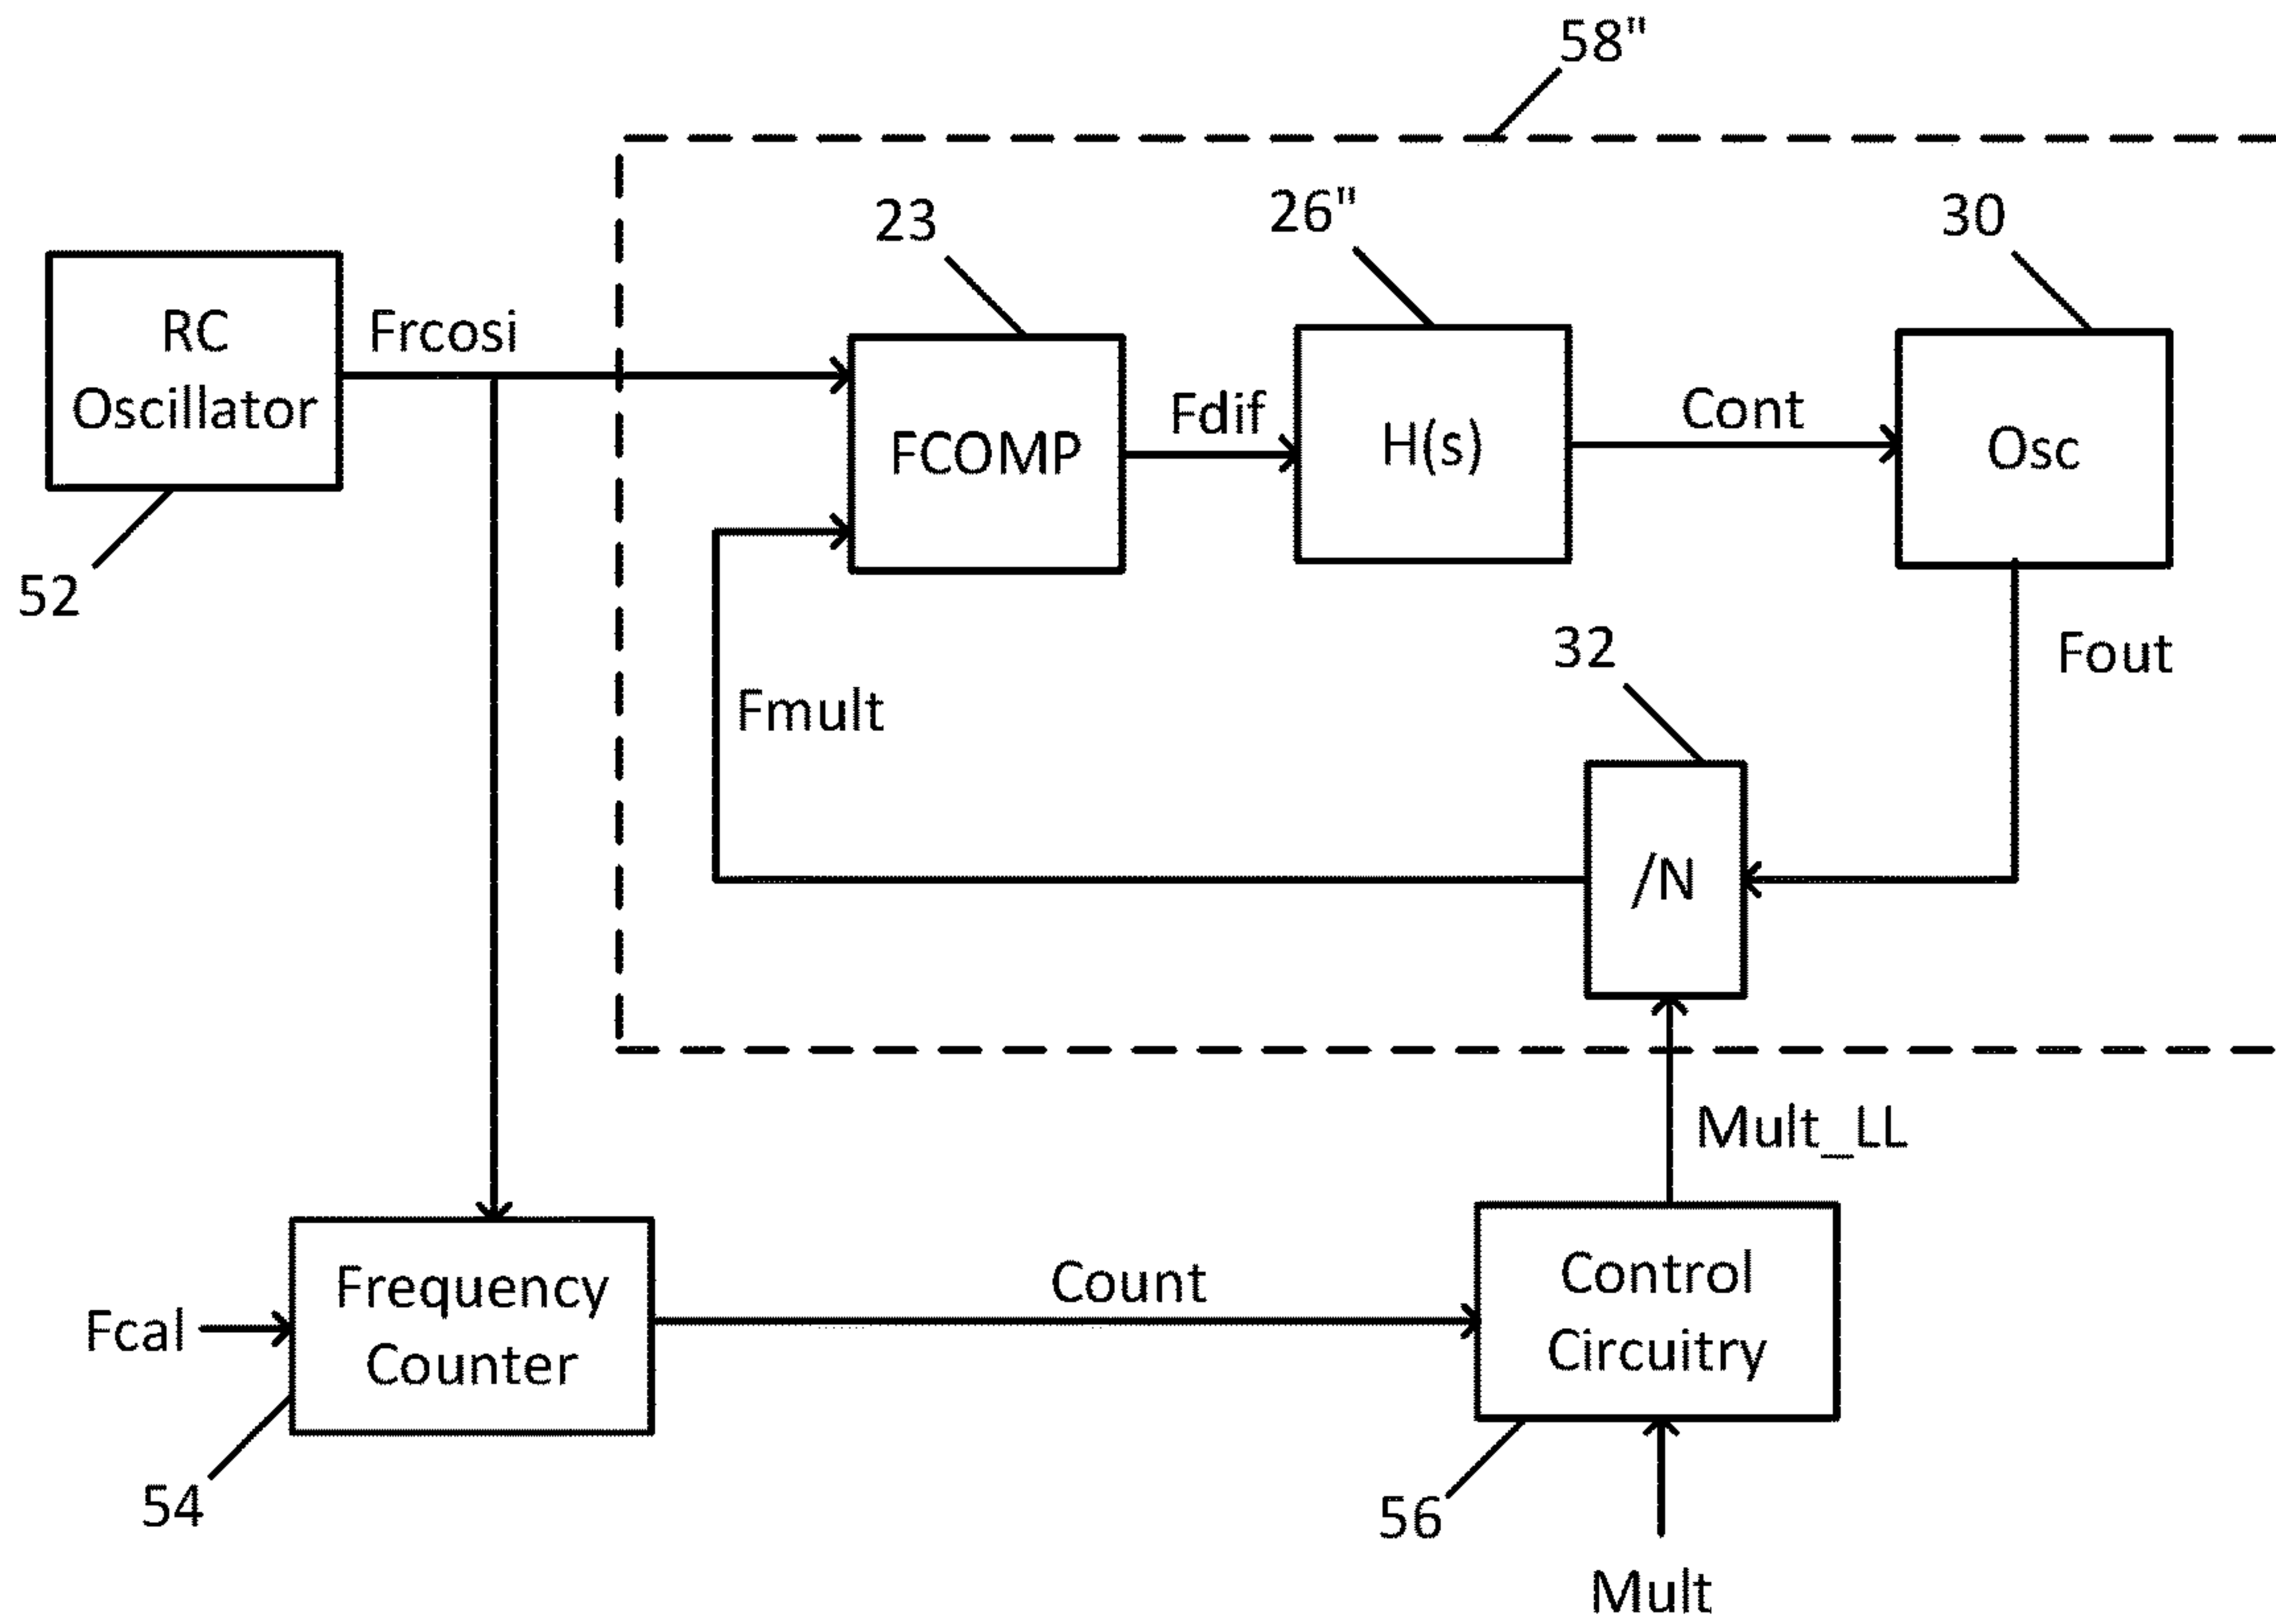 58"
23
26"
30
RC
Oscillator
Frcosi
FCOMP
Fdif
H(s)
Cont
Osc
52
32
Fout
Fmult
/N
Mult_LL
Fcal
Frequency
Counter
Count
Control
Circuitry
54
56
Mult